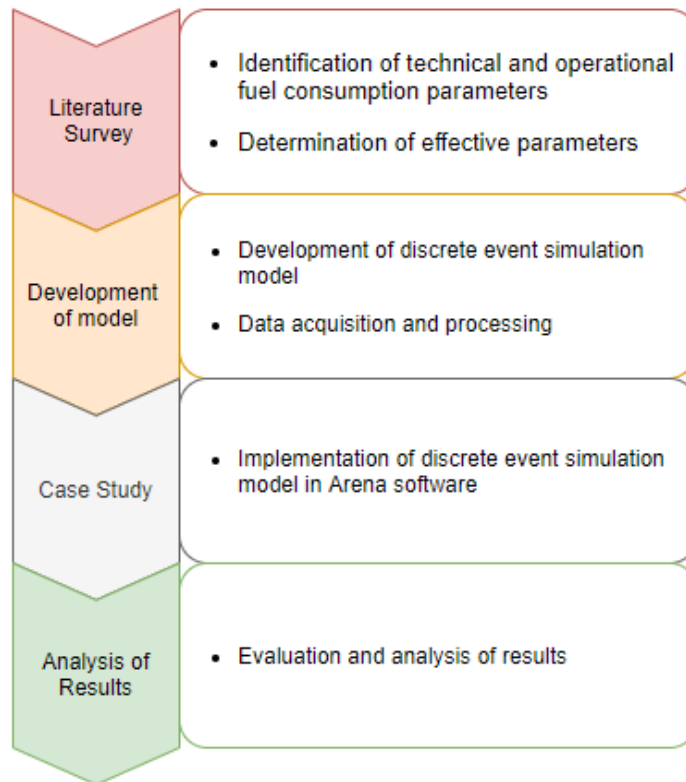 Literature
Survey
• Identification of technical and operational
fuel consumption parameters
• Determination of effective parameters
Development
of model
• Development of discrete event simulation
model
• Data acquisition and processing
Case Study
• Implementation of discrete event simulation
model in Arena software
Analysis of
Results
• Evaluation and analysis of results